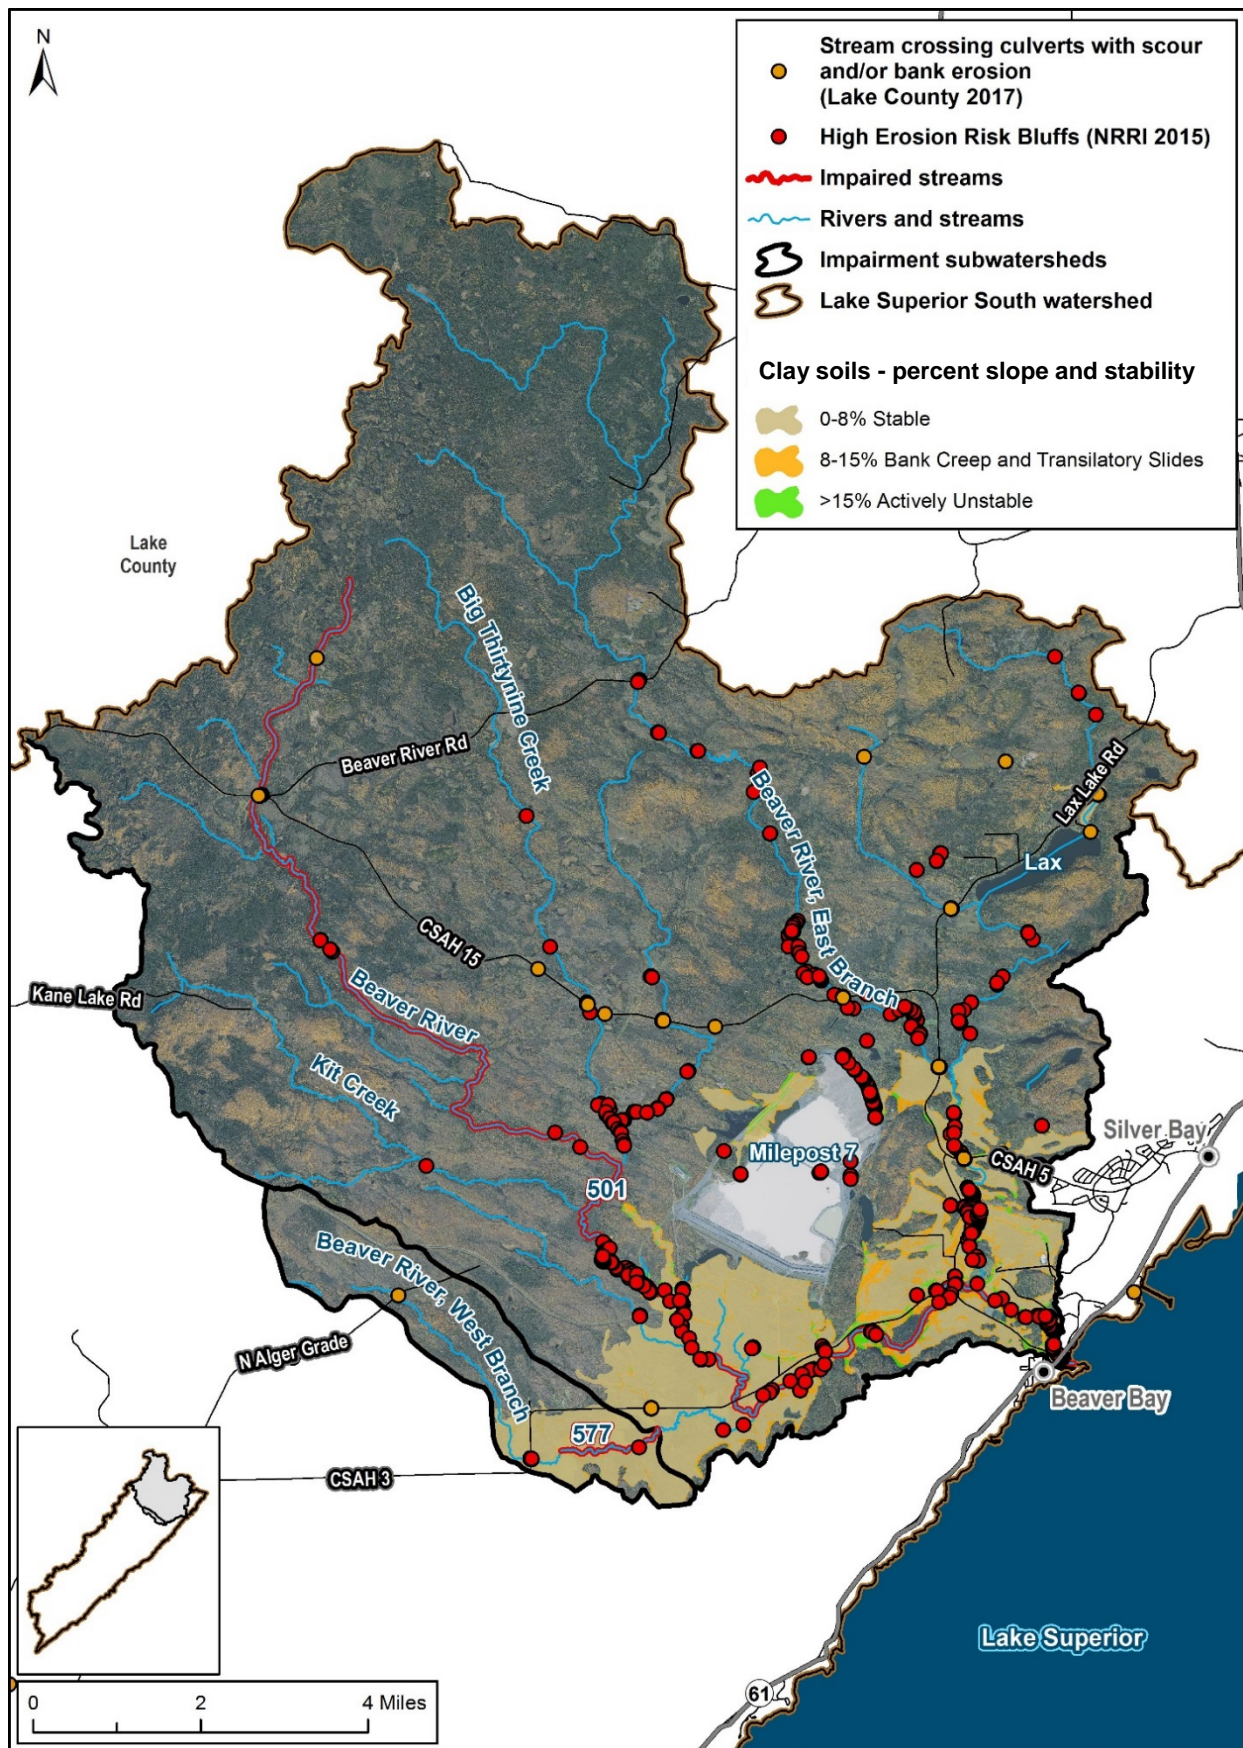 N
Stream crossing culverts with scour
and/or bank erosion
(Lake County 2017)
High Erosion Risk Bluffs (NRRI 2015)
Impaired streams
Rivers and streams
Impairment subwatersheds
Lake Superior South watershed
Clay soils - percent slope and stability
0-8% Stable
8-15% Bank Creep and Transilatory Slides
>15% Actively Unstable
Lake
County
Big Thirtynine Creek
Beaver River Rd
Beaver River, East Branch
Lax Lake Rd
Lax
CSAH 15
Kane Lake Rd
Beaver River
Kit Creek
Milepost 7
Silver Bay
CSAH 5
501
Beaver River, West Branch
N Alger Grade
Beaver Bay
577
CSAH 3
Lake Superior
61
0 2 4 Miles